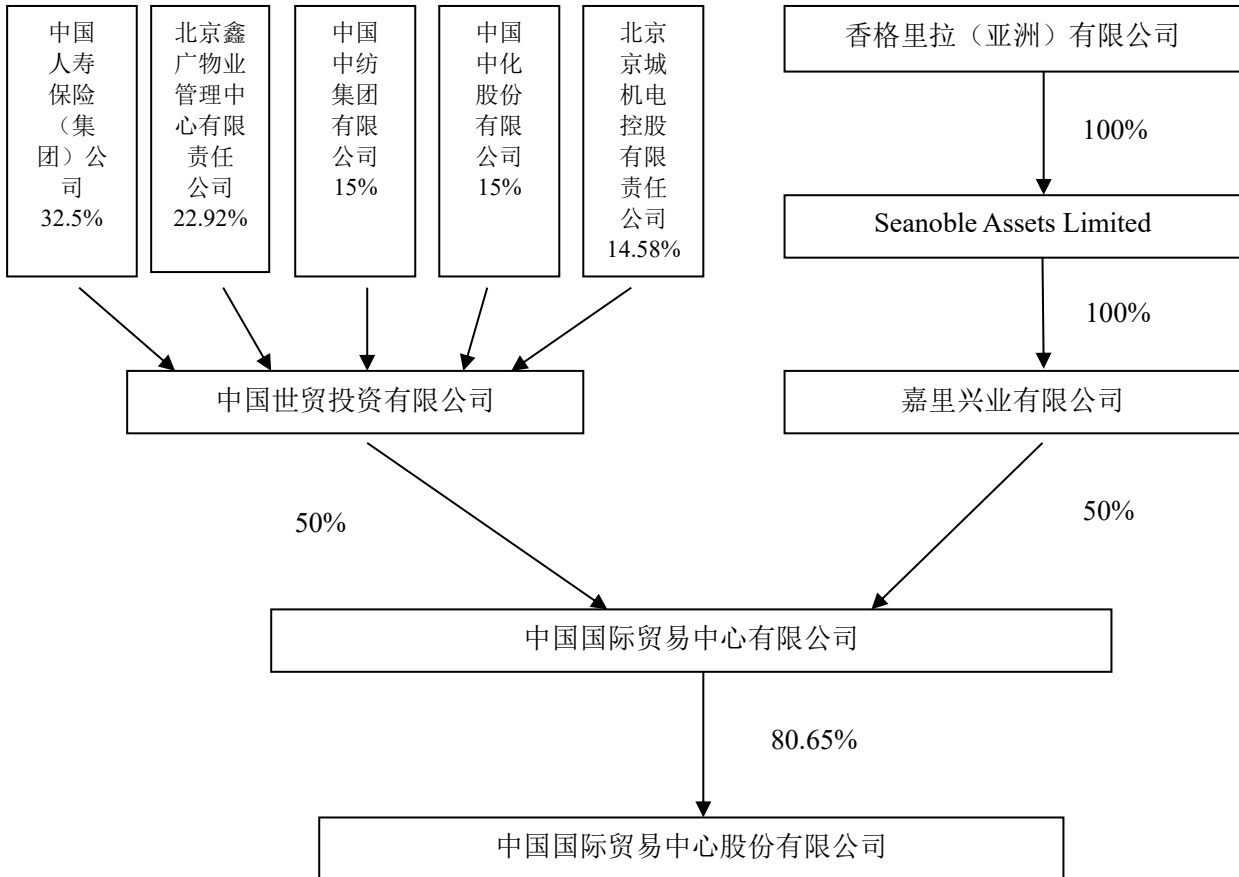 中国
人寿
保险
（集
团）公
司
32.5%
北京鑫
广物业
管理中
心有限
责任
公司
22.92%
中国
中纺
集团
有限
公司
15%
中国
中化
股份
有限
公司
15%
北京
京城
机电
控股
有限
责任
公司
14.58%
香格里拉（亚洲）有限公司
100%
Seanoble Assets Limited
100%
中国世贸投资有限公司
嘉里兴业有限公司
50%
50%
中国国际贸易中心有限公司
80.65%
中国国际贸易中心股份有限公司